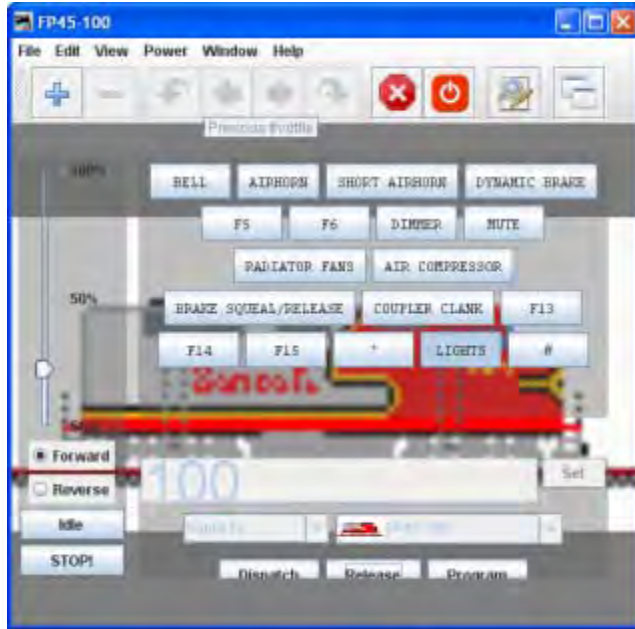 FP45-100
File Edit View Power Window Help
Previous throttle
100%
BELL AIRHORN SHORT AIRHORN DYNAMIC BRAKE
F5 F6 DIMMER MUTE
RADIATOR FANS AIR COMPRESSOR
50%
BRAKE SQUEAL/RELEASE COUPLER CLANK F13
F14 F15 * LIGHTS #
Santa Fe
Forward
100 Set
Reverse
Idle
STOP!
Dispatch Release Program